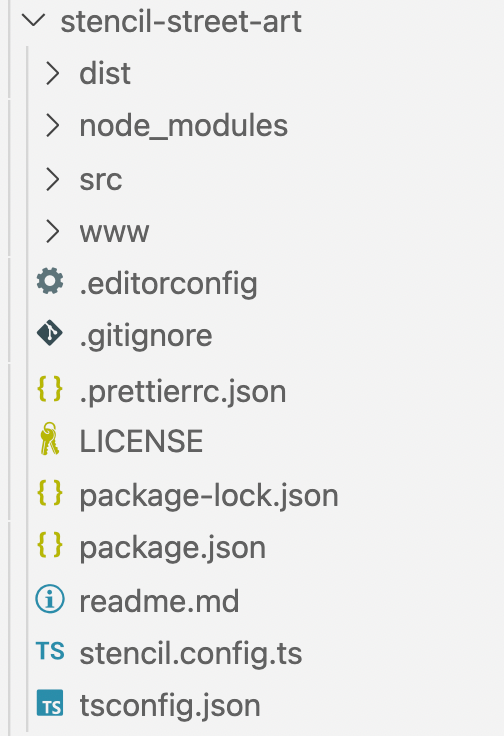 stencil-street-art
dist
node_modules
src
www
.editorconfig
.gitignore
{} .prettierrc.json
LICENSE
{} package-lock.json
{} package.json
readme.md
TS stencil.config.ts
TS tsconfig.json